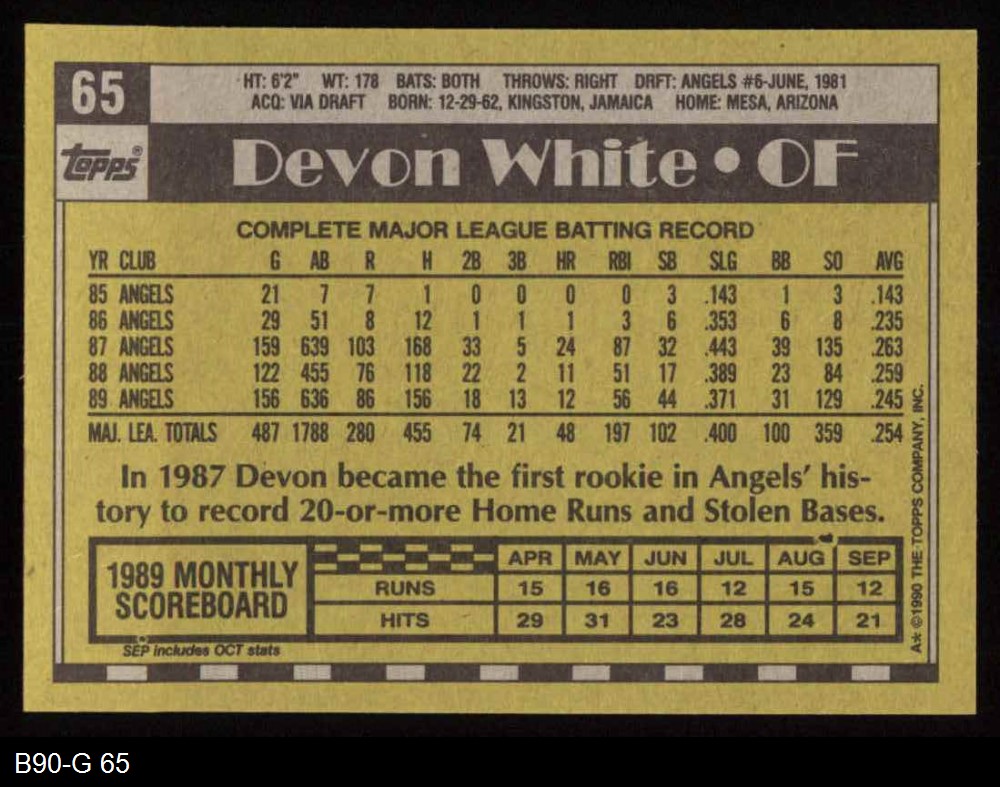 65
HT: 6'2" WT: 178 BATS: BOTH THROWS: RIGHT DRFT: ANGELS #6-JUNE, 1981
ACQ: VIA DRAFT BORN: 12-29-62, KINGSTON, JAMAICA HOME: MESA, ARIZONA
topps®
Devon White • OF
COMPLETE MAJOR LEAGUE BATTING RECORD
YR CLUB G AB R H 2B 3B HR RBI SB SLG BB SO AVG
85 ANGELS 21 7 7 1 0 0 0 0 3 .143 1 3 .143
86 ANGELS 29 51 8 12 1 1 1 3 6 .353 6 8 .235
87 ANGELS 159 639 103 168 33 5 24 87 32 .443 39 135 .263
88 ANGELS 122 455 76 118 22 2 11 51 17 .389 23 84 .259
89 ANGELS 156 636 86 156 18 13 12 56 44 .371 31 129 .245
MAJ. LEA. TOTALS 487 1788 280 455 74 21 48 197 102 .400 100 359 .254
In 1987 Devon became the first rookie in Angels' his-
tory to record 20-or-more Home Runs and Stolen Bases.
1989 MONTHLY
SCOREBOARD
APR MAY JUN JUL AUG SEP
RUNS 15 16 16 12 15 12
HITS 29 31 23 28 24 21
SEP includes OCT stats
A* ©1990 THE TOPPS COMPANY, INC.
B90-G 65